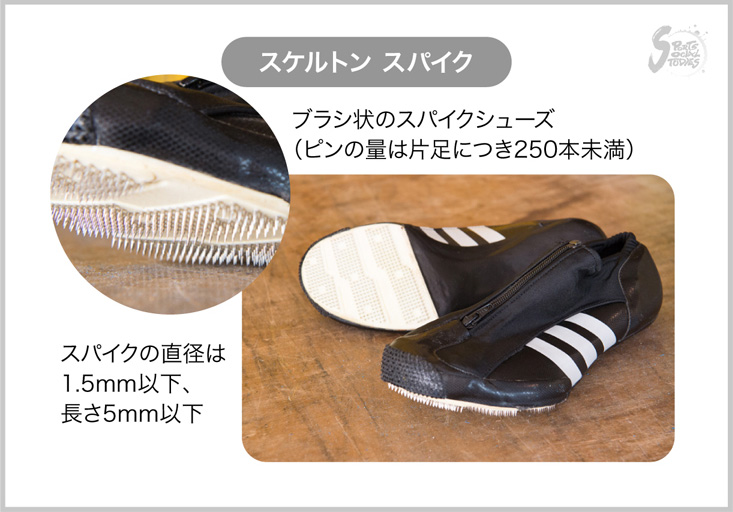 SPORTS
SOCIAL
STORIES
スケルトン スパイク
ブラシ状のスパイクシューズ
（ピンの量は片足につき250本未満）
スパイクの直径は
1.5mm以下、
長さ5mm以下